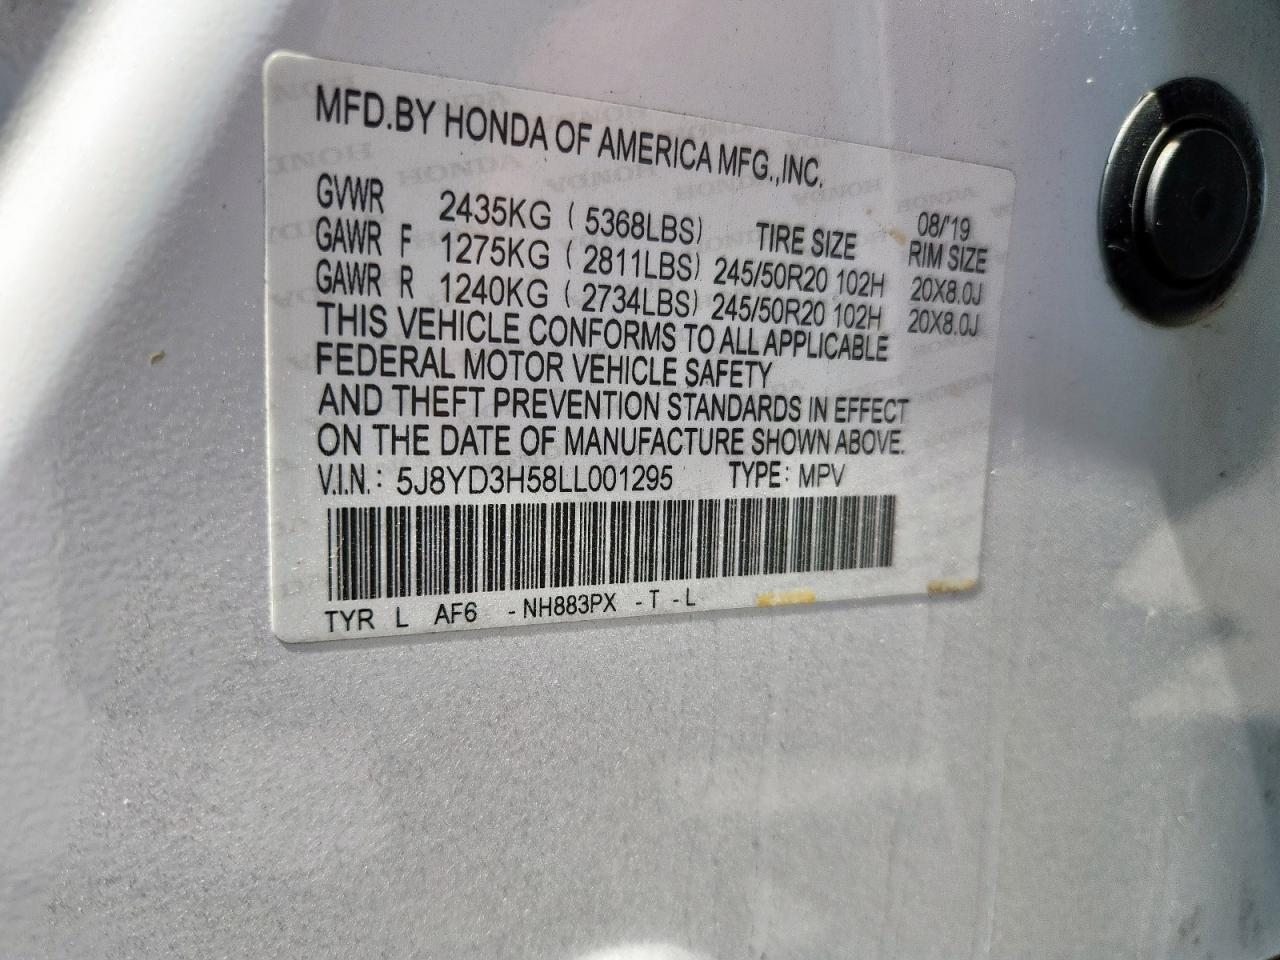 MFD.BY HONDA OF AMERICA MFG.,INC.
GVWR 2435KG ( 5368LBS) 08/'19
GAWR F 1275KG ( 2811LBS) TIRE SIZE RIM SIZE
245/50R20 102H 20X8.0J
GAWR R 1240KG ( 2734LBS) 245/50R20 102H 20X8.0J
THIS VEHICLE CONFORMS TO ALL APPLICABLE
FEDERAL MOTOR VEHICLE SAFETY
AND THEFT PREVENTION STANDARDS IN EFFECT
ON THE DATE OF MANUFACTURE SHOWN ABOVE.
V.I.N.: 5J8YD3H58LL001295 TYPE: MPV
TYR L AF6 -NH883PX -T -L